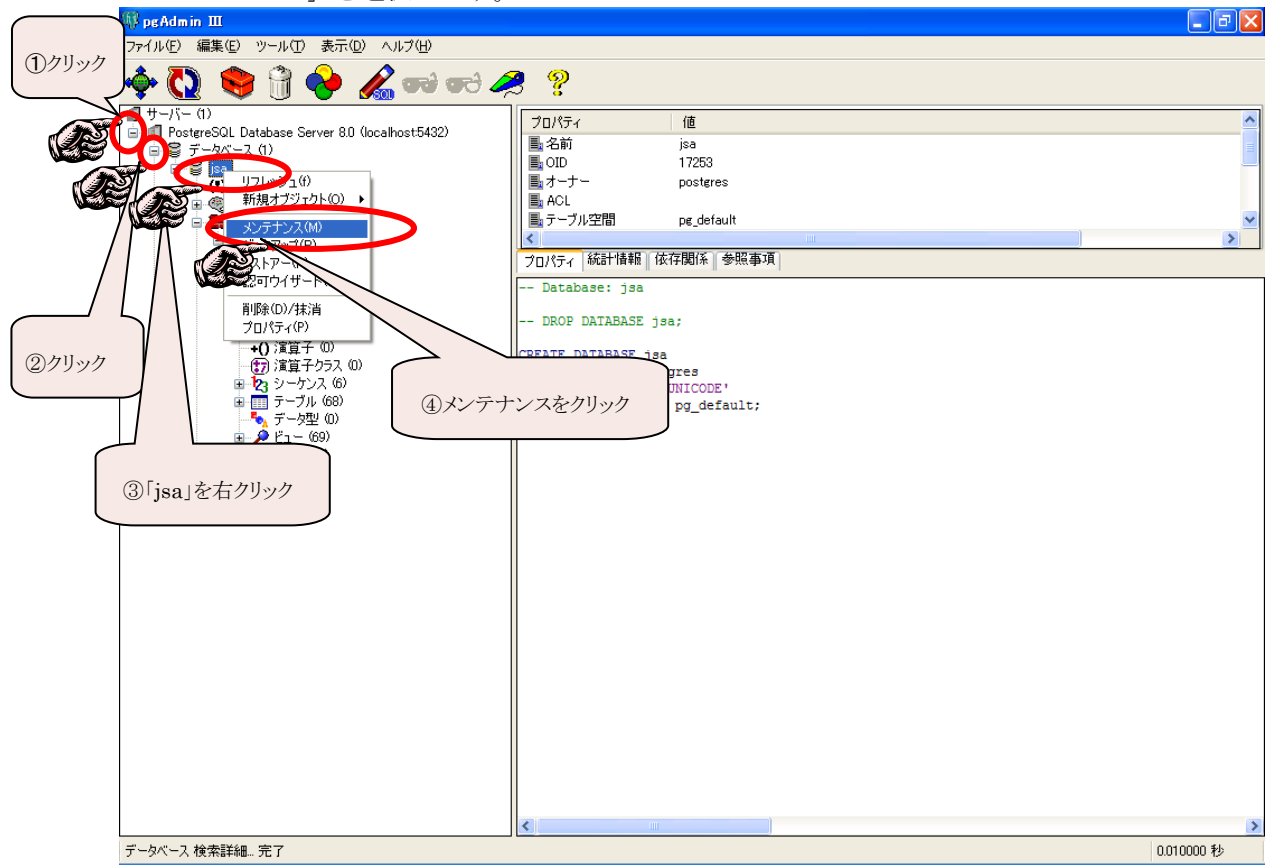 pgAdmin III
ファイル(F) 編集(E) ツール(T) 表示(D) ヘルプ(H)
①クリック
SQL
サーバー (1)
PostgreSQL Database Server 8.0 (localhost:5432)
データベース (1)
jsa
リフレッシュ(f)
新規オブジェクト(O)
メンテナンス(M)
削除(D)/抹消
プロパティ(P)
演算子 (0)
演算子クラス (0)
シーケンス (6)
テーブル (68)
データ型 (0)
ビュー (69)
②クリック
③「jsa」を右クリック
④メンテナンスをクリック
プロパティ 値
名前 jsa
OID 17253
オーナー postgres
ACL
テーブル空間 pg_default
プロパティ 統計情報 依存関係 参照事項
-- Database: jsa
-- DROP DATABASE jsa;
CREATE DATABASE jsa
gres
UNICODE'
pg_default;
データベース 検索詳細... 完了
0.010000 秒